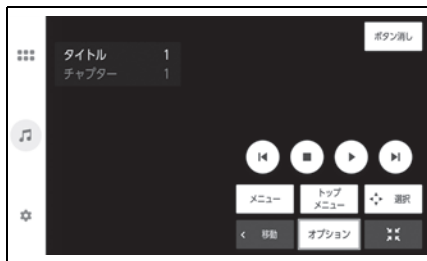 ボタン消し
タイトル 1
チャプター 1
メニュー
トップ
メニュー
選択
移動
オプション